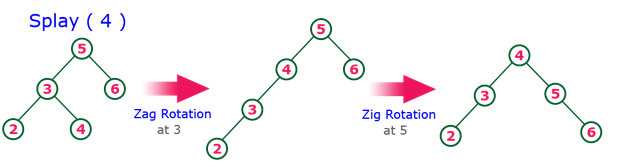 Splay ( 4 )
5
3 6
2 4
Zag Rotation
at 3
5
4 6
3
2
Zig Rotation
at 5
4
3 5
2 6